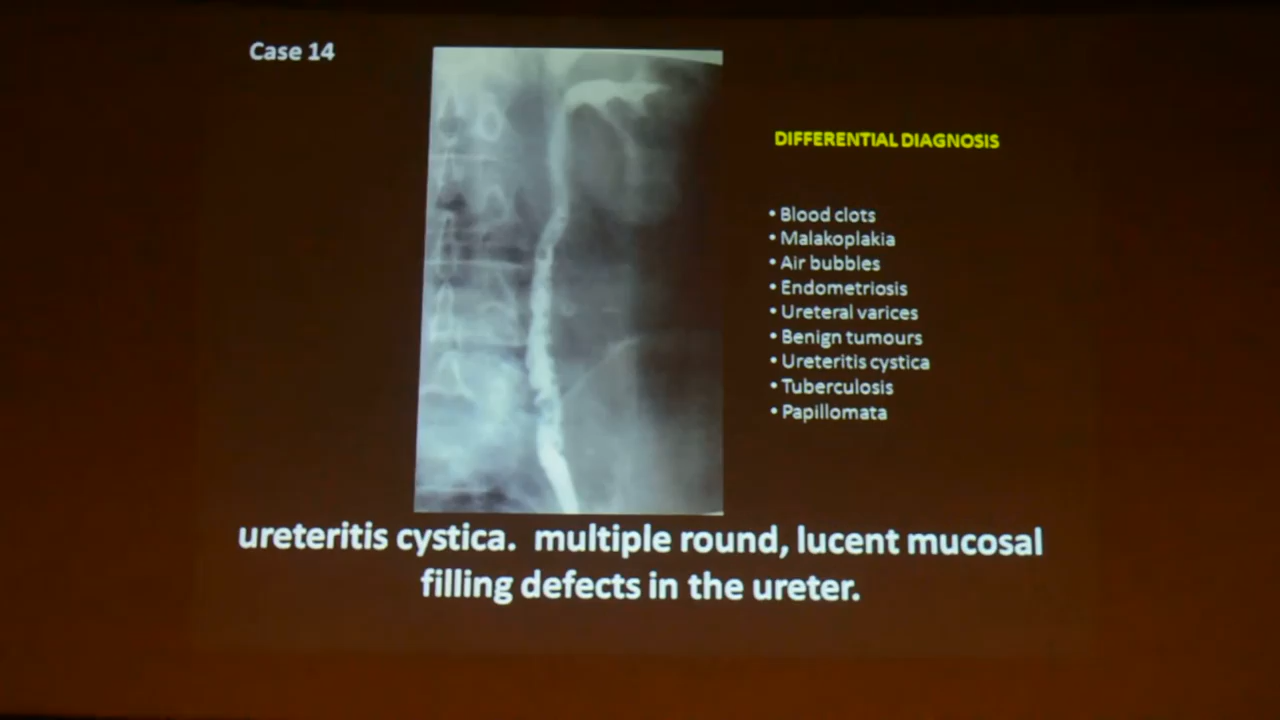 Case 14
DIFFERENTIAL DIAGNOSIS
• Blood clots
• Malakoplakia
• Air bubbles
• Endometriosis
• Ureteral varices
• Benign tumours
• Ureteritis cystica
• Tuberculosis
• Papillomata
ureteritis cystica. multiple round, lucent mucosal
filling defects in the ureter.